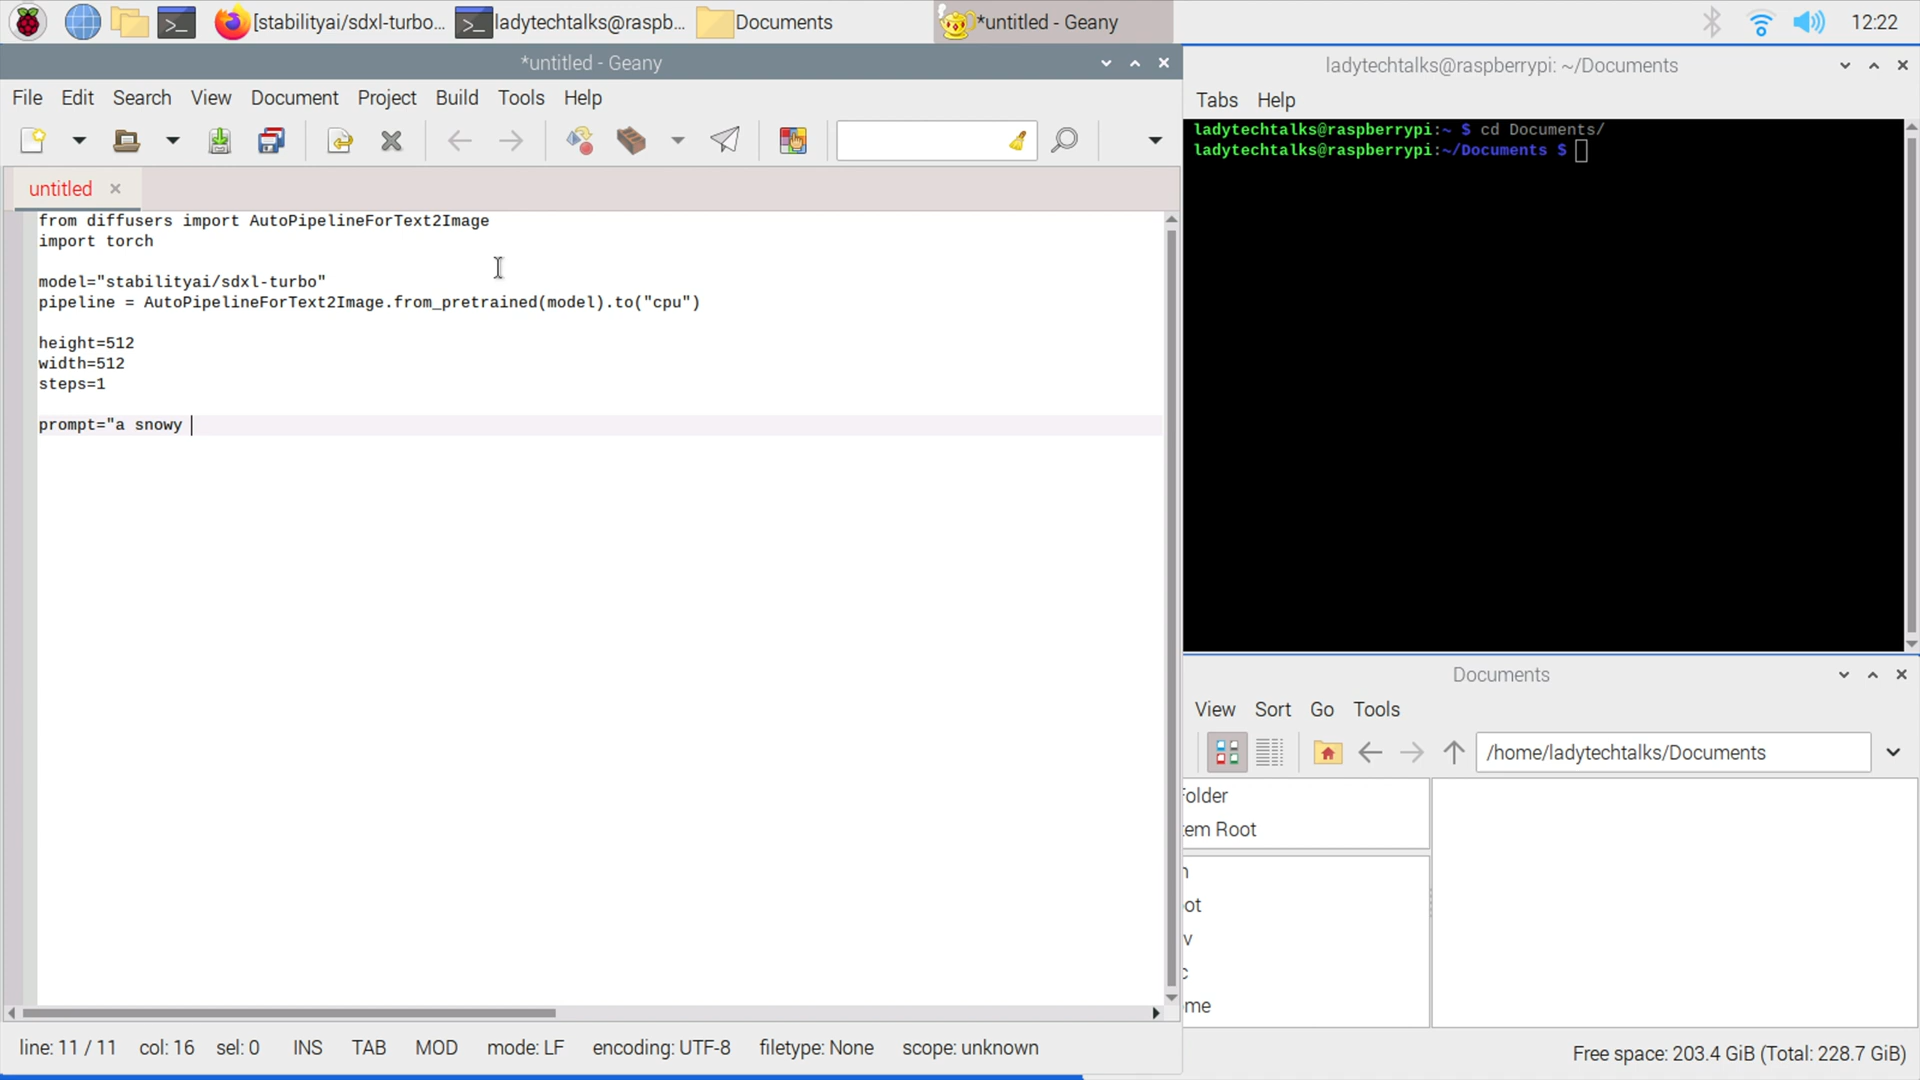 [stabilityai/sdxl-turbo...
ladytechtalks@raspb...
Documents
*untitled - Geany
12:22
*untitled - Geany
File Edit Search View Document Project Build Tools Help
untitled
from diffusers import AutoPipelineForText2Image
import torch
model="stabilityai/sdxl-turbo"
pipeline = AutoPipelineForText2Image.from_pretrained(model).to("cpu")
height=512
width=512
steps=1
prompt="a snowy
line: 11 / 11 col: 16 sel: 0 INS TAB MOD mode: LF encoding: UTF-8 filetype: None scope: unknown
ladytechtalks@raspberrypi: ~/Documents
Tabs Help
ladytechtalks@raspberrypi:~ $ cd Documents/
ladytechtalks@raspberrypi:~/Documents $
Documents
View Sort Go Tools
/home/ladytechtalks/Documents
Folder
tem Root
n
ot
v
c
me
Free space: 203.4 GiB (Total: 228.7 GiB)